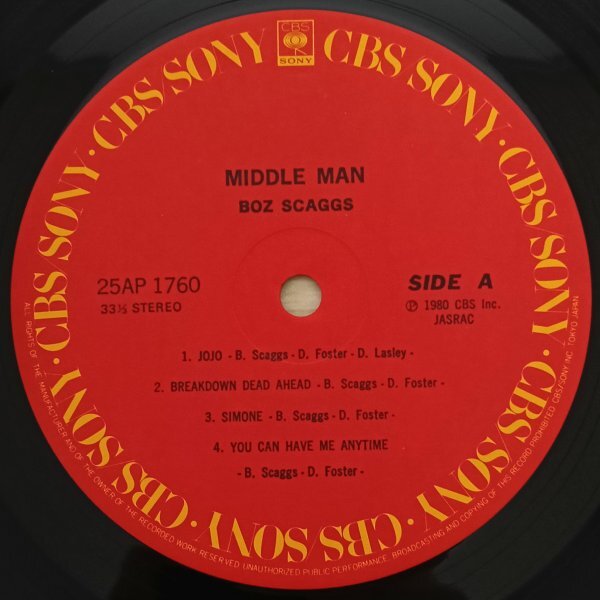 CBS
SONY
CBS/SONY · CBS/SONY · CBS/SONY · CBS/SONY · CBS/SONY · CBS/SONY · CBS/SONY · CBS/SONY
MIDDLE MAN
BOZ SCAGGS
25AP 1760
33⅓ STEREO
SIDE A
Ⓟ 1980 CBS Inc.
JASRAC
1. JOJO - B. Scaggs - D. Foster - D. Lasley -
2. BREAKDOWN DEAD AHEAD - B. Scaggs - D. Foster -
3. SIMONE - B. Scaggs - D. Foster -
4. YOU CAN HAVE ME ANYTIME
- B. Scaggs - D. Foster -
ALL RIGHTS OF THE MANUFACTURER AND OF THE OWNER OF THE RECORDED WORK RESERVED UNAUTHORIZED PUBLIC PERFORMANCE, BROADCASTING AND COPYING OF THIS RECORD PROHIBITED CBS/SONY INC. TOKYO JAPAN